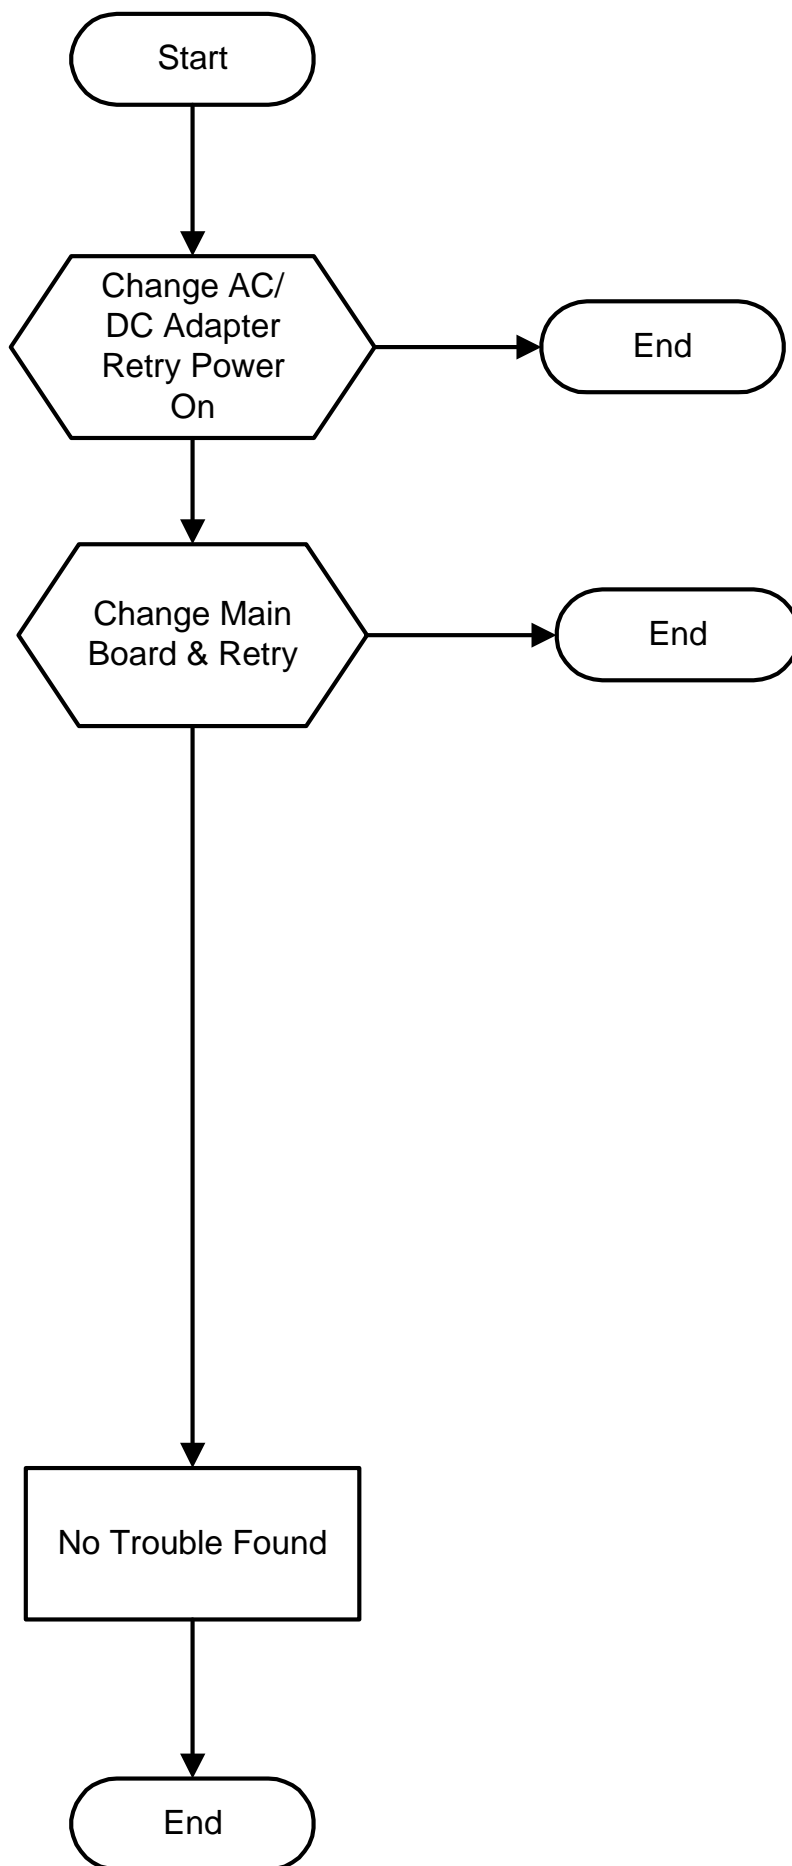 Start
Change AC/
DC Adapter
Retry Power
On
End
Change Main
Board & Retry
End
No Trouble Found
End